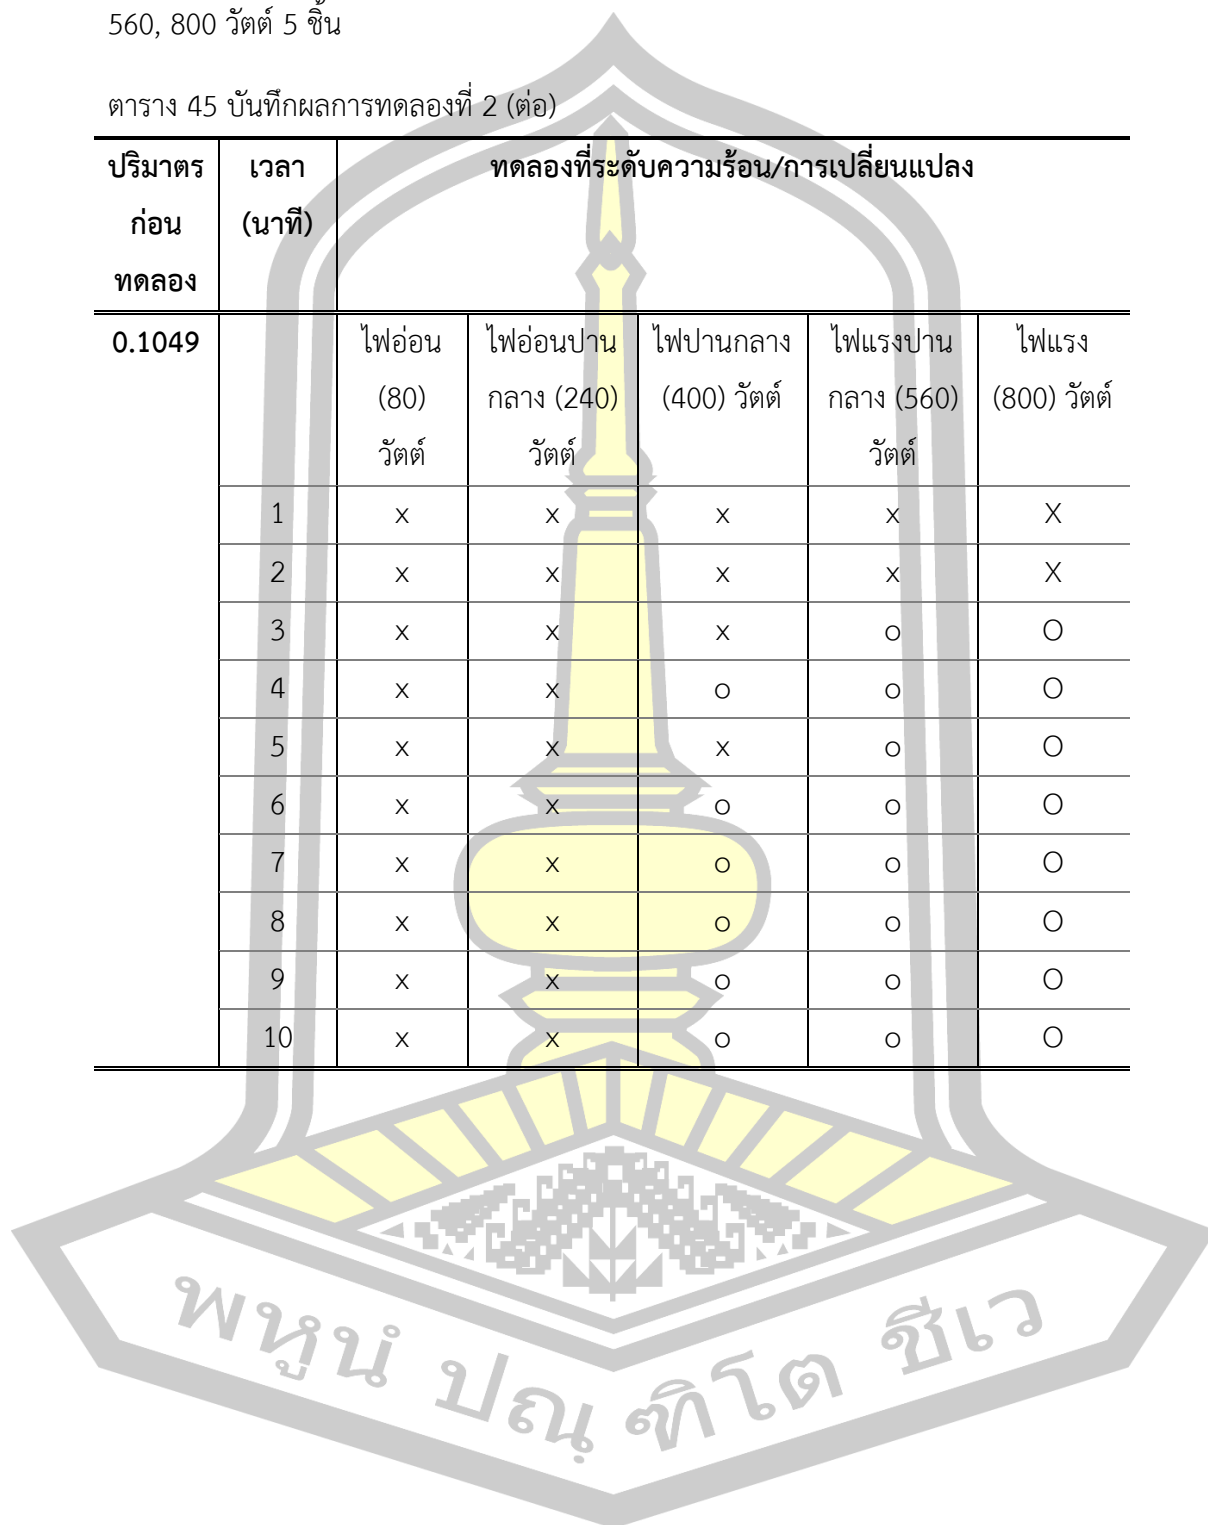 560, 800 วัตต์ 5 ชิ้น
ตาราง 45 บันทึกผลการทดลองที่ 2 (ต่อ)
ปริมาตร เวลา ทดลองที่ระดับความร้อน/การเปลี่ยนแปลง
ก่อน (นาที)
ทดลอง
0.1049 ไฟอ่อน ไฟอ่อนปาน ไฟปานกลาง ไฟแรงปาน ไฟแรง
(80) กลาง (240) (400) วัตต์ กลาง (560) (800) วัตต์
วัตต์ วัตต์ วัตต์
1 x x x x X
2 x x x x X
3 x x x o O
4 x x o o O
5 x x x o O
6 x x o o O
7 x x o o O
8 x x o o O
9 x x o o O
10 x x o o O
พหูนํ ปณฺฑิโต ชีเว